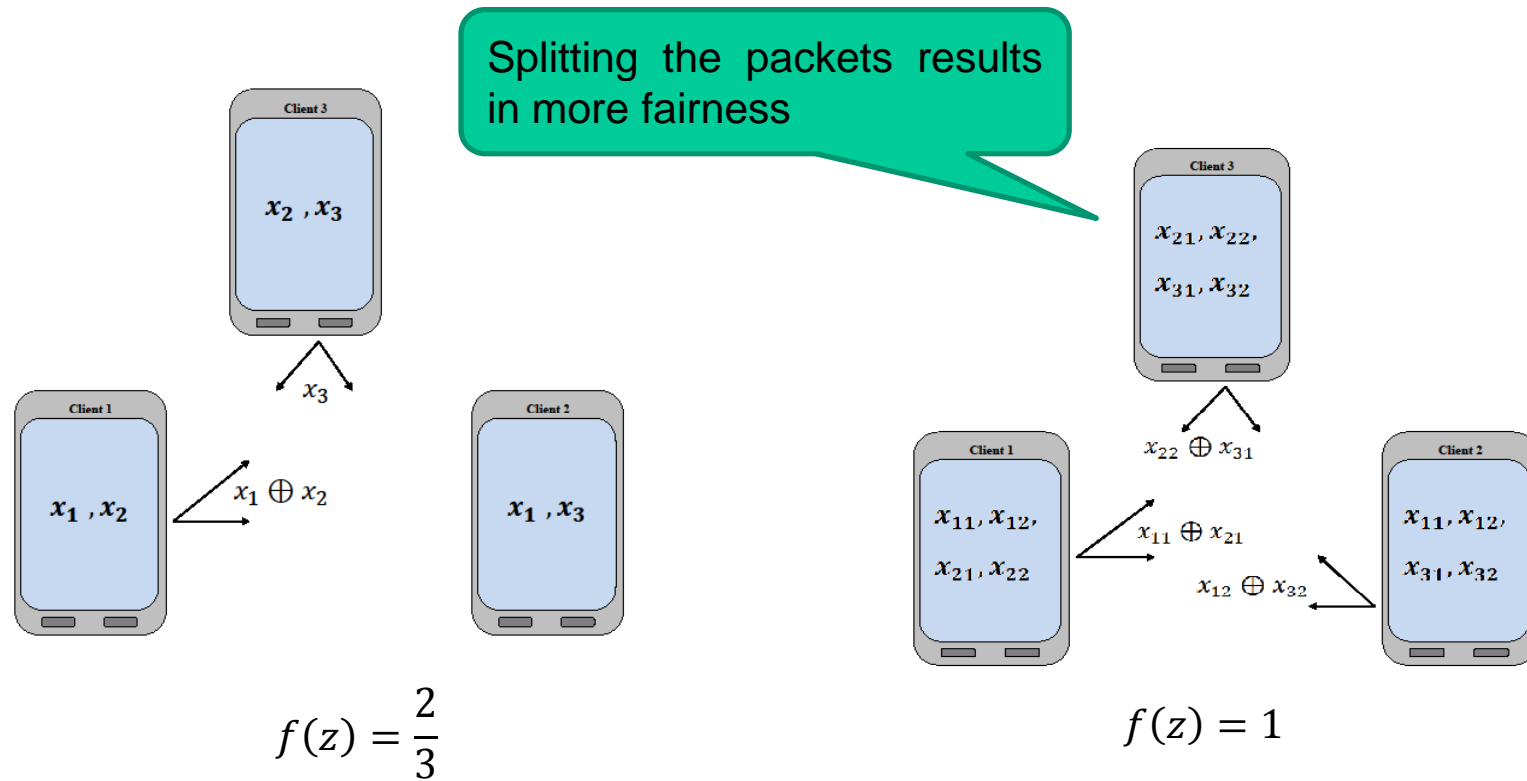 Splitting the packets results
in more fairness
Client 3
x₂ , x₃
x₃
Client 1
x₁ , x₂
x₁ ⊕ x₂
Client 2
x₁ , x₃
f(z) = 2/3
Client 3
x₂₁, x₂₂,
x₃₁, x₃₂
x₂₂ ⊕ x₃₁
Client 1
x₁₁, x₁₂,
x₂₁, x₂₂
x₁₁ ⊕ x₂₁
x₁₂ ⊕ x₃₂
Client 2
x₁₁, x₁₂,
x₃₁, x₃₂
f(z) = 1